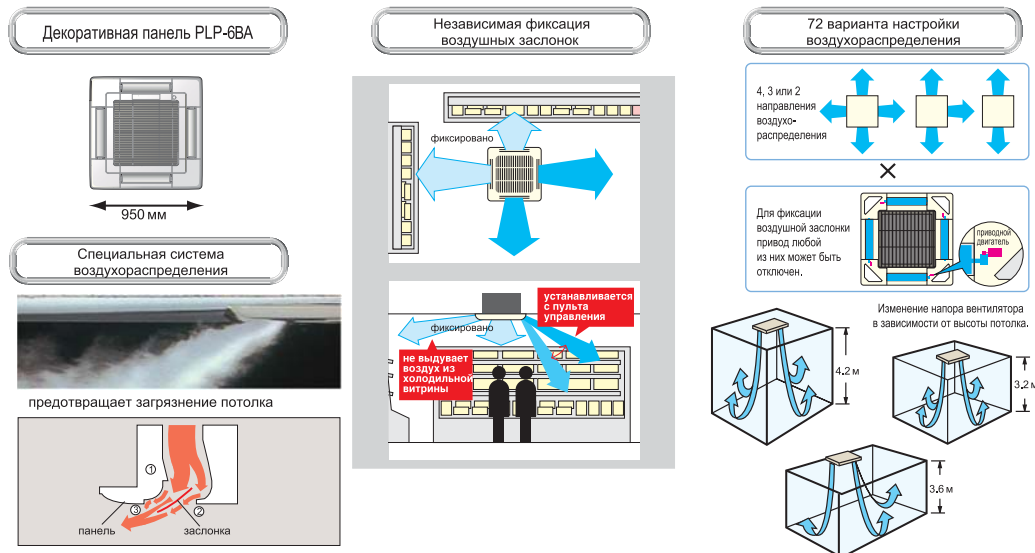 Декоративная панель PLP-6BA
950 мм
Специальная система
воздухораспределения
предотвращает загрязнение потолка
①
③
②
панель
заслонка
Независимая фиксация
воздушных заслонок
фиксировано
устанавливается
с пульта
управления
фиксировано
не выдувает
воздух из
холодильной
витрины
72 варианта настройки
воздухораспределения
4, 3 или 2
направления
воздухо-
распределения
×
Для фиксации
воздушной заслонки
привод любой
из них может быть
отключен.
приводной
двигатель
Изменение напора вентилятора
в зависимости от высоты потолка.
4.2 м
3.2 м
3.6 м